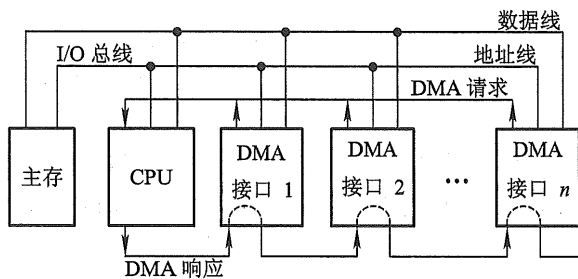 数据线
I/O 总线
地址线
DMA 请求
主存
CPU
DMA
接口 1
DMA
接口 2
...
DMA
接口 n
DMA 响应